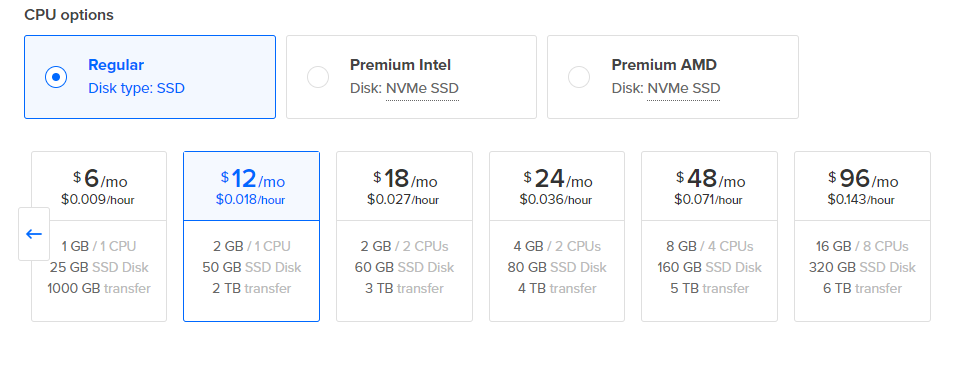 CPU options
Regular
Disk type: SSD
Premium Intel
Disk: NVMe SSD
Premium AMD
Disk: NVMe SSD
$6/mo
$0.009/hour
1 GB / 1 CPU
25 GB SSD Disk
1000 GB transfer
$12/mo
$0.018/hour
2 GB / 1 CPU
50 GB SSD Disk
2 TB transfer
$18/mo
$0.027/hour
2 GB / 2 CPUs
60 GB SSD Disk
3 TB transfer
$24/mo
$0.036/hour
4 GB / 2 CPUs
80 GB SSD Disk
4 TB transfer
$48/mo
$0.071/hour
8 GB / 4 CPUs
160 GB SSD Disk
5 TB transfer
$96/mo
$0.143/hour
16 GB / 8 CPUs
320 GB SSD Disk
6 TB transfer